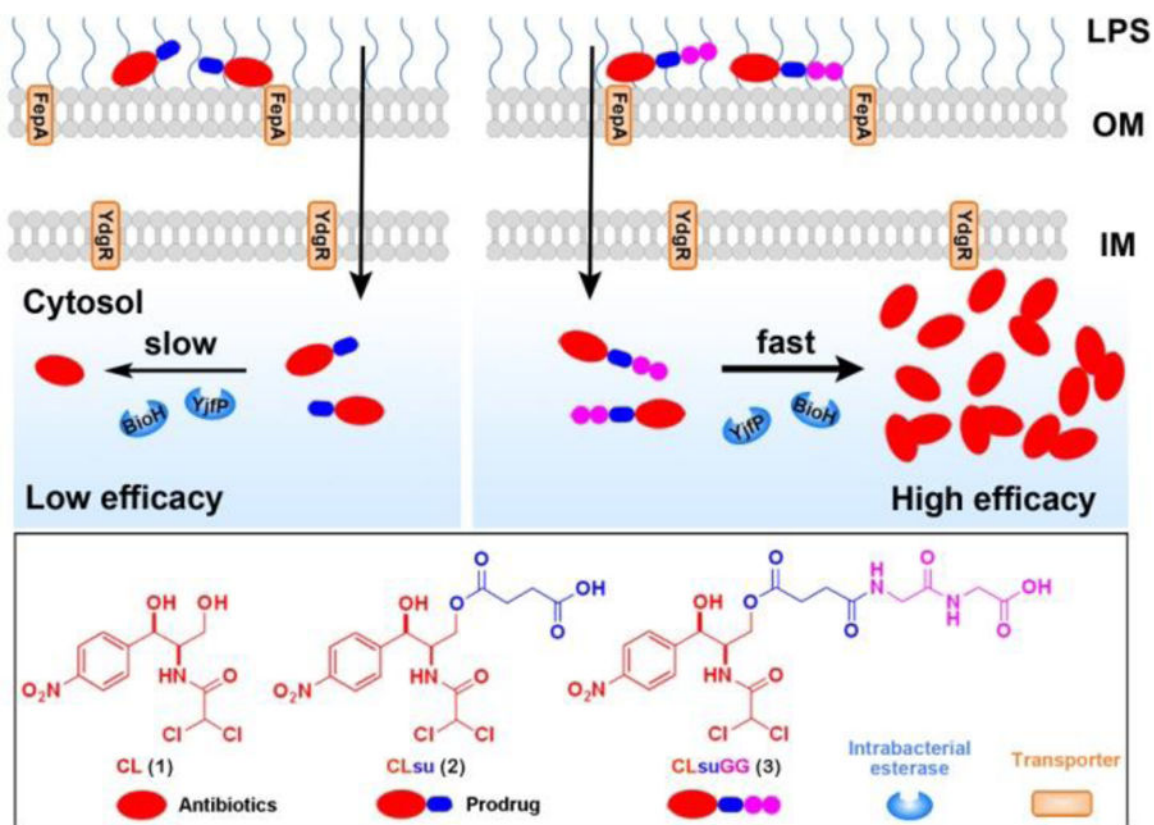 LPS
FepA
FepA
FepA
FepA
OM
YdgR
YdgR
YdgR
YdgR
IM
Cytosol
slow
fast
BioH
YjfP
YjfP
BioH
Low efficacy
High efficacy
OH OH
O₂N
HN
O
Cl Cl
O
OH
O
OH
O
O₂N
HN
O
Cl Cl
O
H
N
O
OH
O
OH
O
N
H
O
O₂N
HN
O
Cl Cl
CL (1)
CLsu (2)
CLsuGG (3)
Intrabacterial
esterase
Transporter
Antibiotics
Prodrug